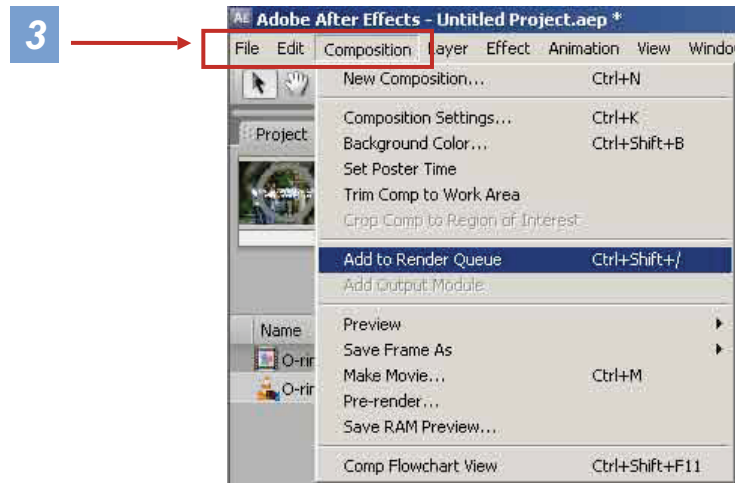 3
Adobe After Effects - Untitled Project.aep *
File Edit Composition Layer Effect Animation View Windo
New Composition... Ctrl+N
Composition Settings... Ctrl+K
Project
Background Color... Ctrl+Shift+B
Set Poster Time
Trim Comp to Work Area
Crop Comp to Region of Interest
Add to Render Queue Ctrl+Shift+/
Add Output Module
Name
Preview
Save Frame As
O-rin
Make Movie... Ctrl+M
O-rin
Pre-render...
Save RAM Preview...
Comp Flowchart View Ctrl+Shift+F11